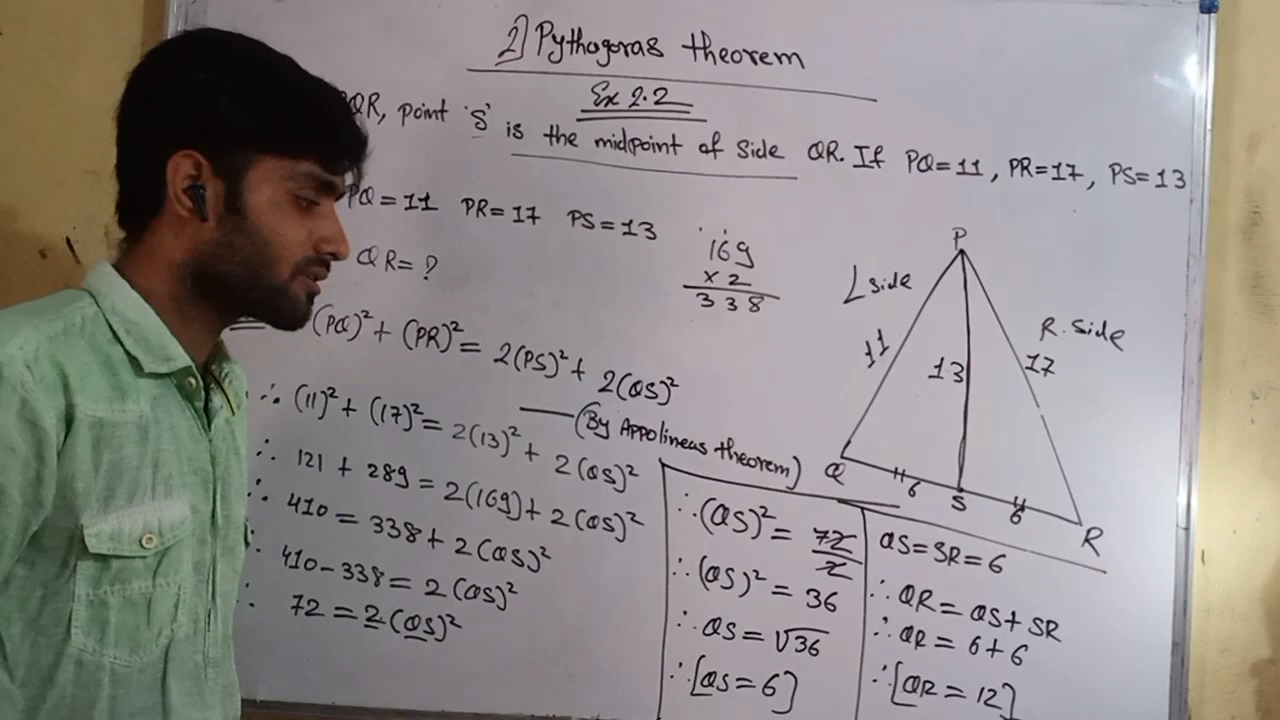 2] Pythagoras theorem
Ex 2.2
QR, point 'S' is the midpoint of Side QR. If PQ=11, PR=17, PS=13
PQ=11 PR=17 PS=13
QR=?
169
×2
338
(PQ)²+(PR)²=2(PS)²+2(QS)²
(By Appolineas theorem)
∴ (11)²+(17)²=2(13)²+2(QS)²
∴ 121+289=2(169)+2(QS)²
∴ 410=338+2(QS)²
∴ 410-338=2(QS)²
∴ 72=2(QS)²
∴(QS)²=72/2
∴(QS)²=36
∴QS=√36
∴[QS=6]
QS=SR=6
∴QR=QS+SR
∴QR=6+6
∴[QR=12]
P
L side
R. Side
11
13
17
Q
6
S
6
R